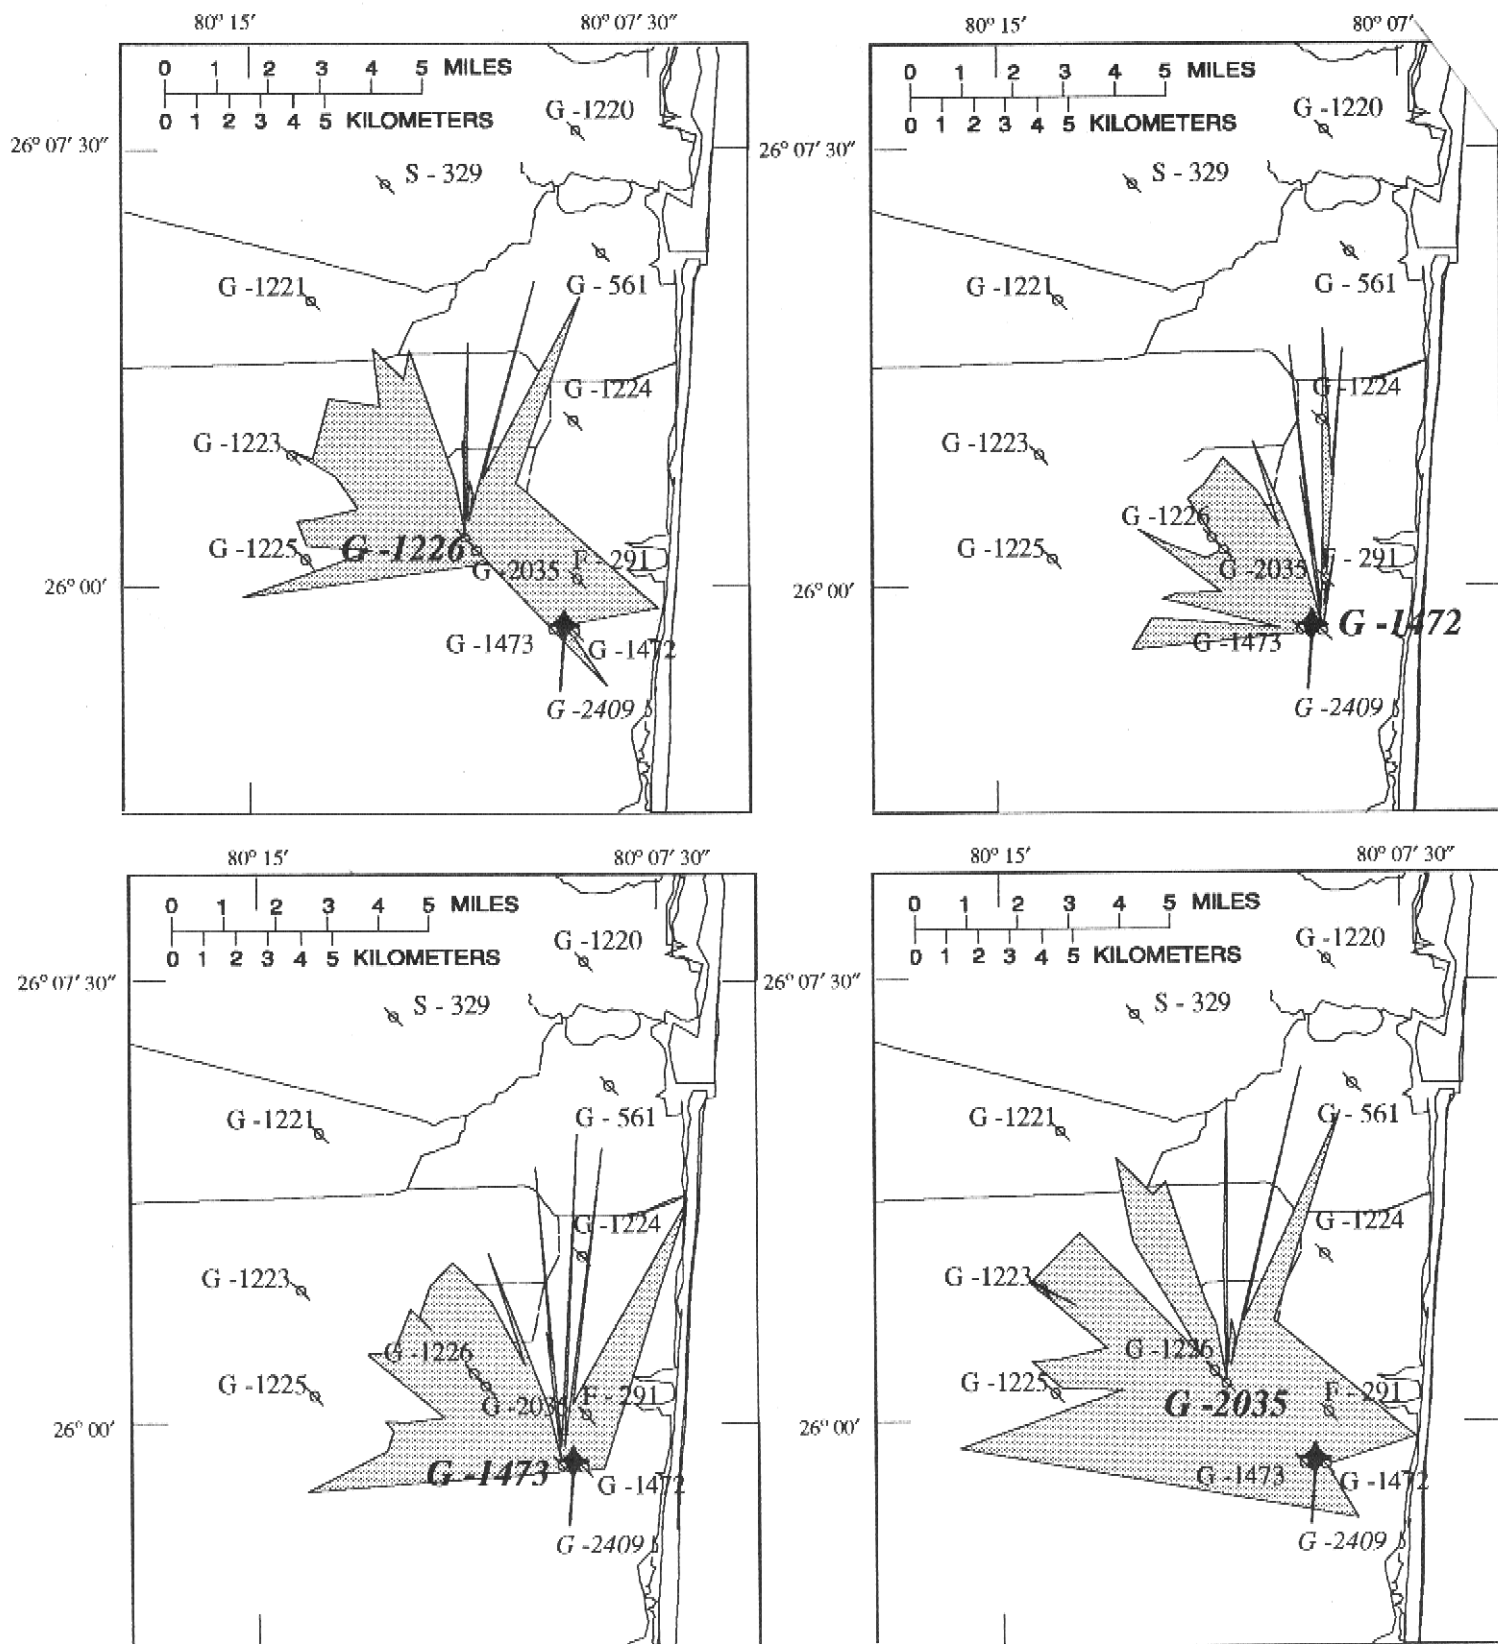 80° 15′ 80° 07′ 30″
0 1 2 3 4 5 MILES
0 1 2 3 4 5 KILOMETERS
26° 07′ 30″
G -1220
S - 329
G -1221
G - 561
G -1224
G -1223
G -1225
G -1226
G -2035
F - 291
26° 00′
G -1473
G -1472
G -2409
80° 15′ 80° 07′
0 1 2 3 4 5 MILES
0 1 2 3 4 5 KILOMETERS
26° 07′ 30″
G -1220
S - 329
G -1221
G - 561
G -1224
G -1223
G -1226
G -1225
G -2035
- 291
26° 00′
G -1472
G -1473
G -2409
80° 15′ 80° 07′ 30″
0 1 2 3 4 5 MILES
0 1 2 3 4 5 KILOMETERS
26° 07′ 30″
G -1220
S - 329
G -1221
G - 561
G -1224
G -1223
G -1226
G -1225
G -2035
F - 291
26° 00′
G -1473
G -1472
G -2409
80° 15′ 80° 07′ 30″
0 1 2 3 4 5 MILES
0 1 2 3 4 5 KILOMETERS
26° 07′ 30″
G -1220
S - 329
G -1221
G - 561
G -1224
G -1223
G -1226
G -1225
G -2035
F - 291
26° 00′
G -1473
G -1472
G -2409